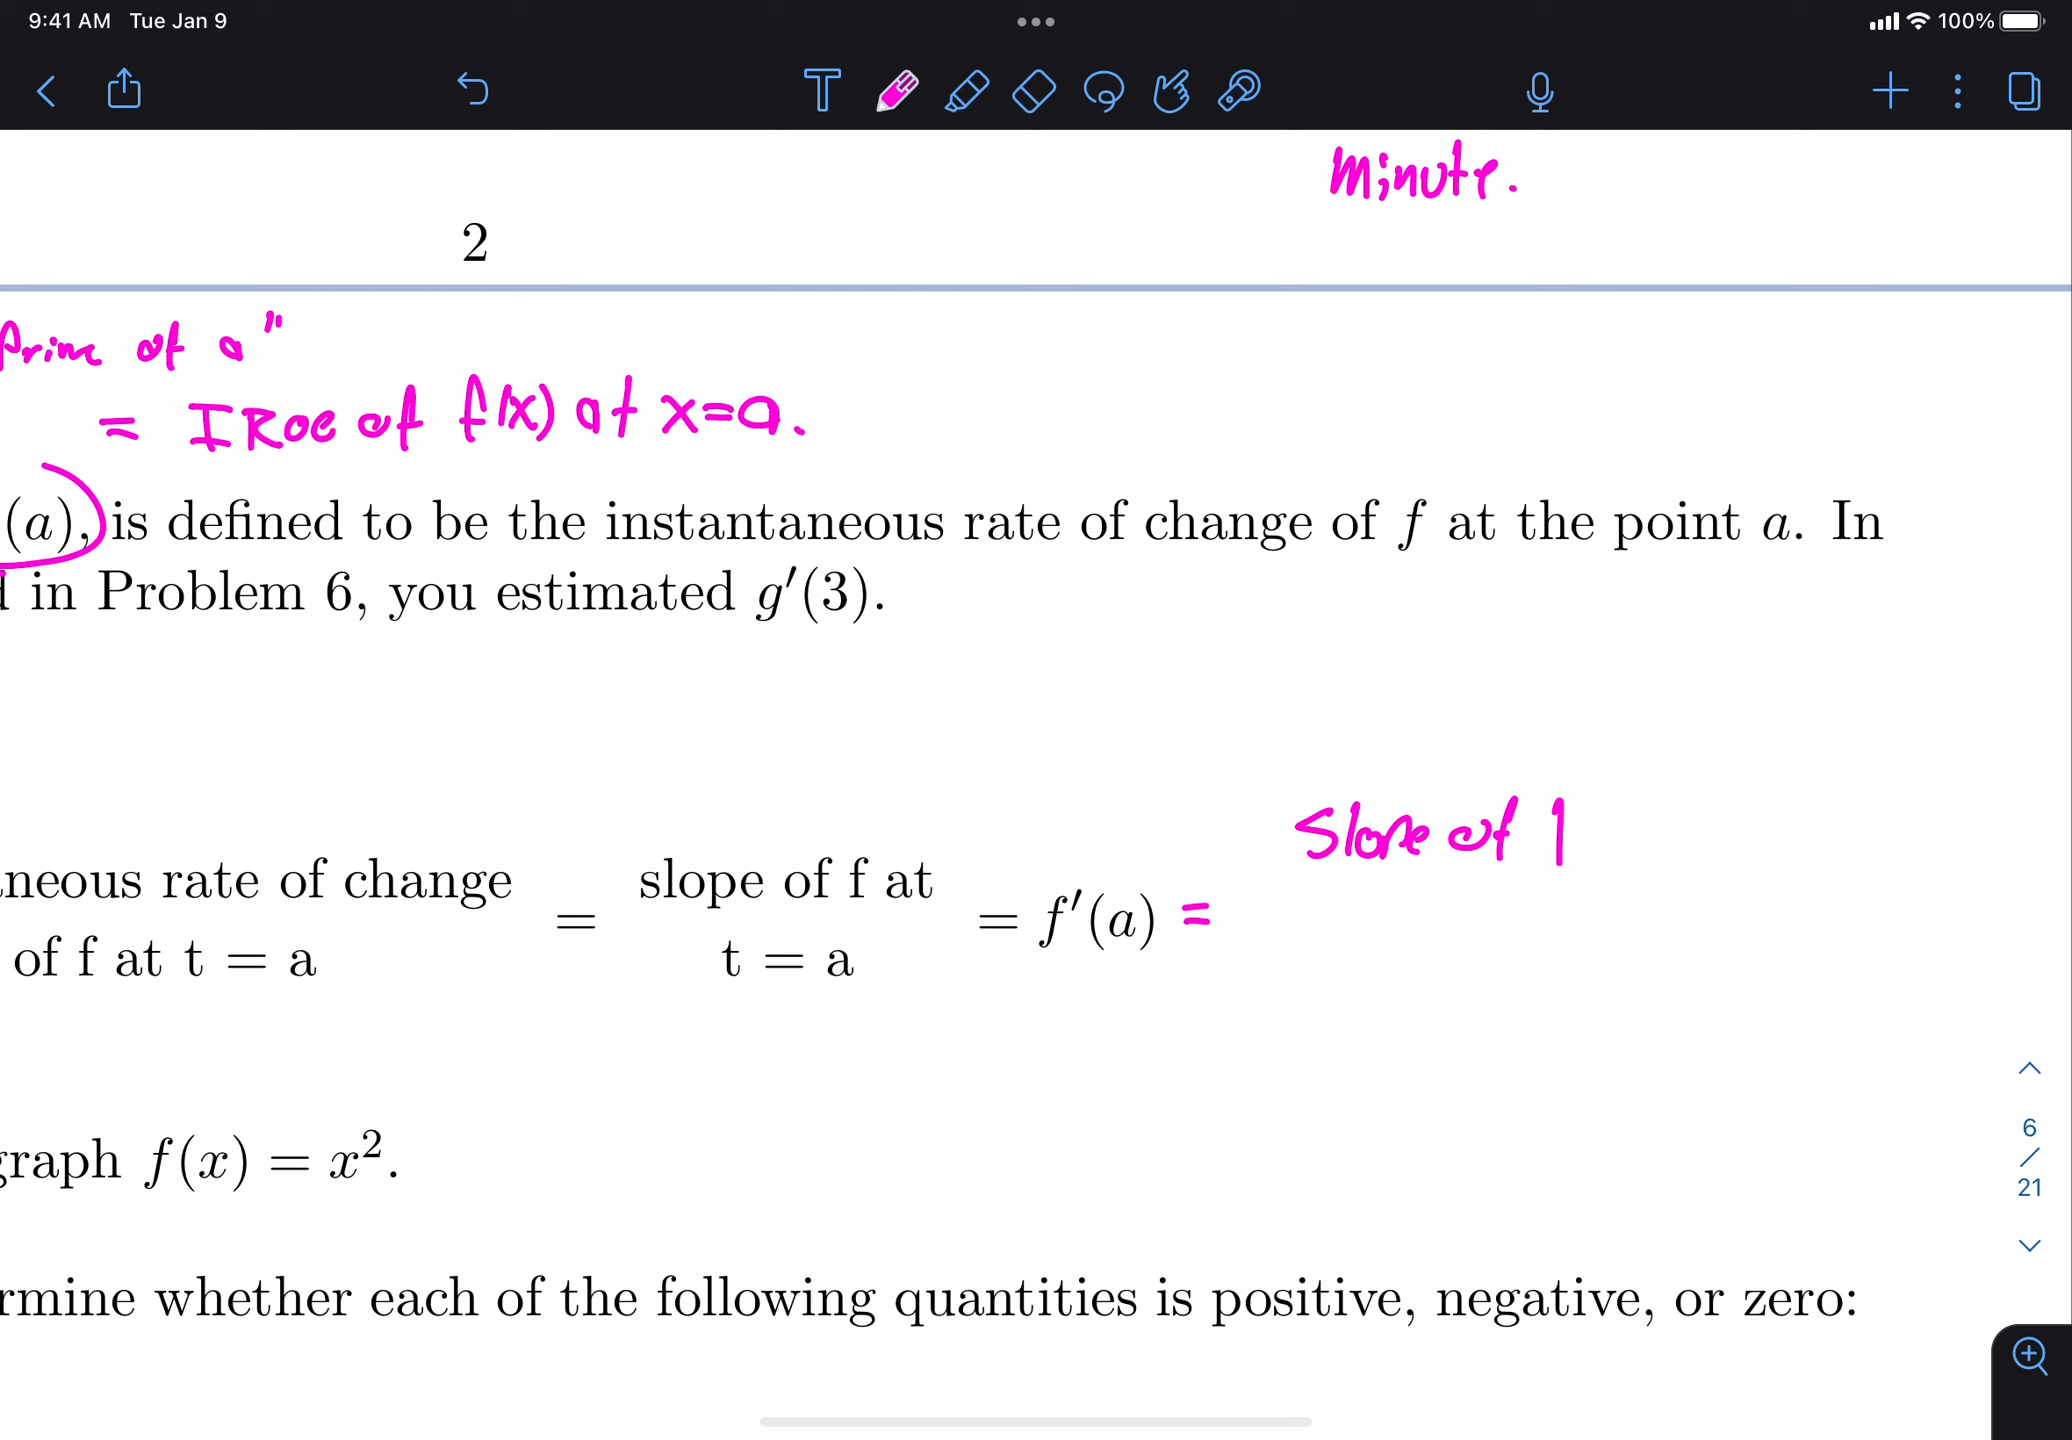 9:41 AM Tue Jan 9
100%
minute.
2
prime of a"
= IROC of f(x) at x=a.
(a), is defined to be the instantaneous rate of change of f at the point a. In
in Problem 6, you estimated g′(3).
Slope of
neous rate of change
slope of f at
= = f′(a) =
of f at t = a
t = a
graph f(x) = x².
rmine whether each of the following quantities is positive, negative, or zero:
6
/
21